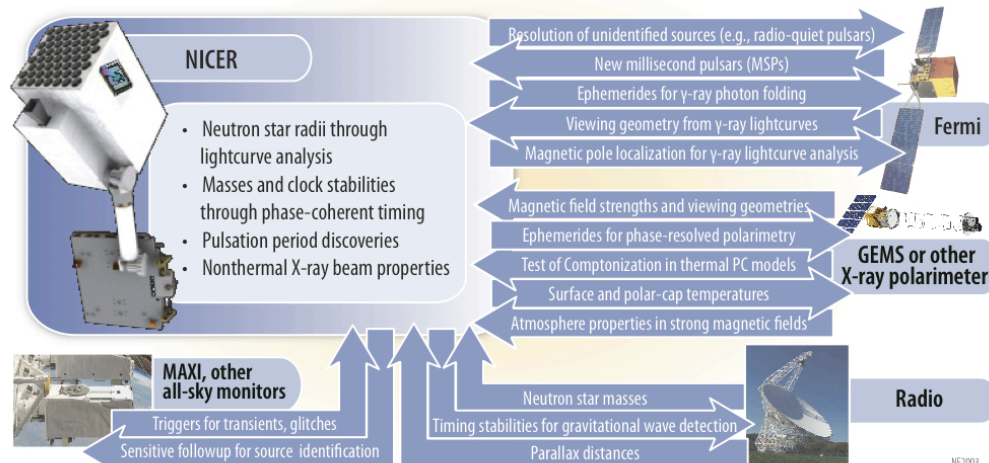 NICER
• Neutron star radii through
lightcurve analysis
• Masses and clock stabilities
through phase-coherent timing
• Pulsation period discoveries
• Nonthermal X-ray beam properties
Resolution of unidentified sources (e.g., radio-quiet pulsars)
New millisecond pulsars (MSPs)
Ephemerides for γ-ray photon folding
Viewing geometry from γ-ray lightcurves
Magnetic pole localization for γ-ray lightcurve analysis
Fermi
Magnetic field strengths and viewing geometries
Ephemerides for phase-resolved polarimetry
Test of Comptonization in thermal PC models
Surface and polar-cap temperatures
Atmosphere properties in strong magnetic fields
GEMS or other
X-ray polarimeter
MAXI, other
all-sky monitors
Triggers for transients, glitches
Sensitive followup for source identification
Neutron star masses
Timing stabilities for gravitational wave detection
Parallax distances
Radio